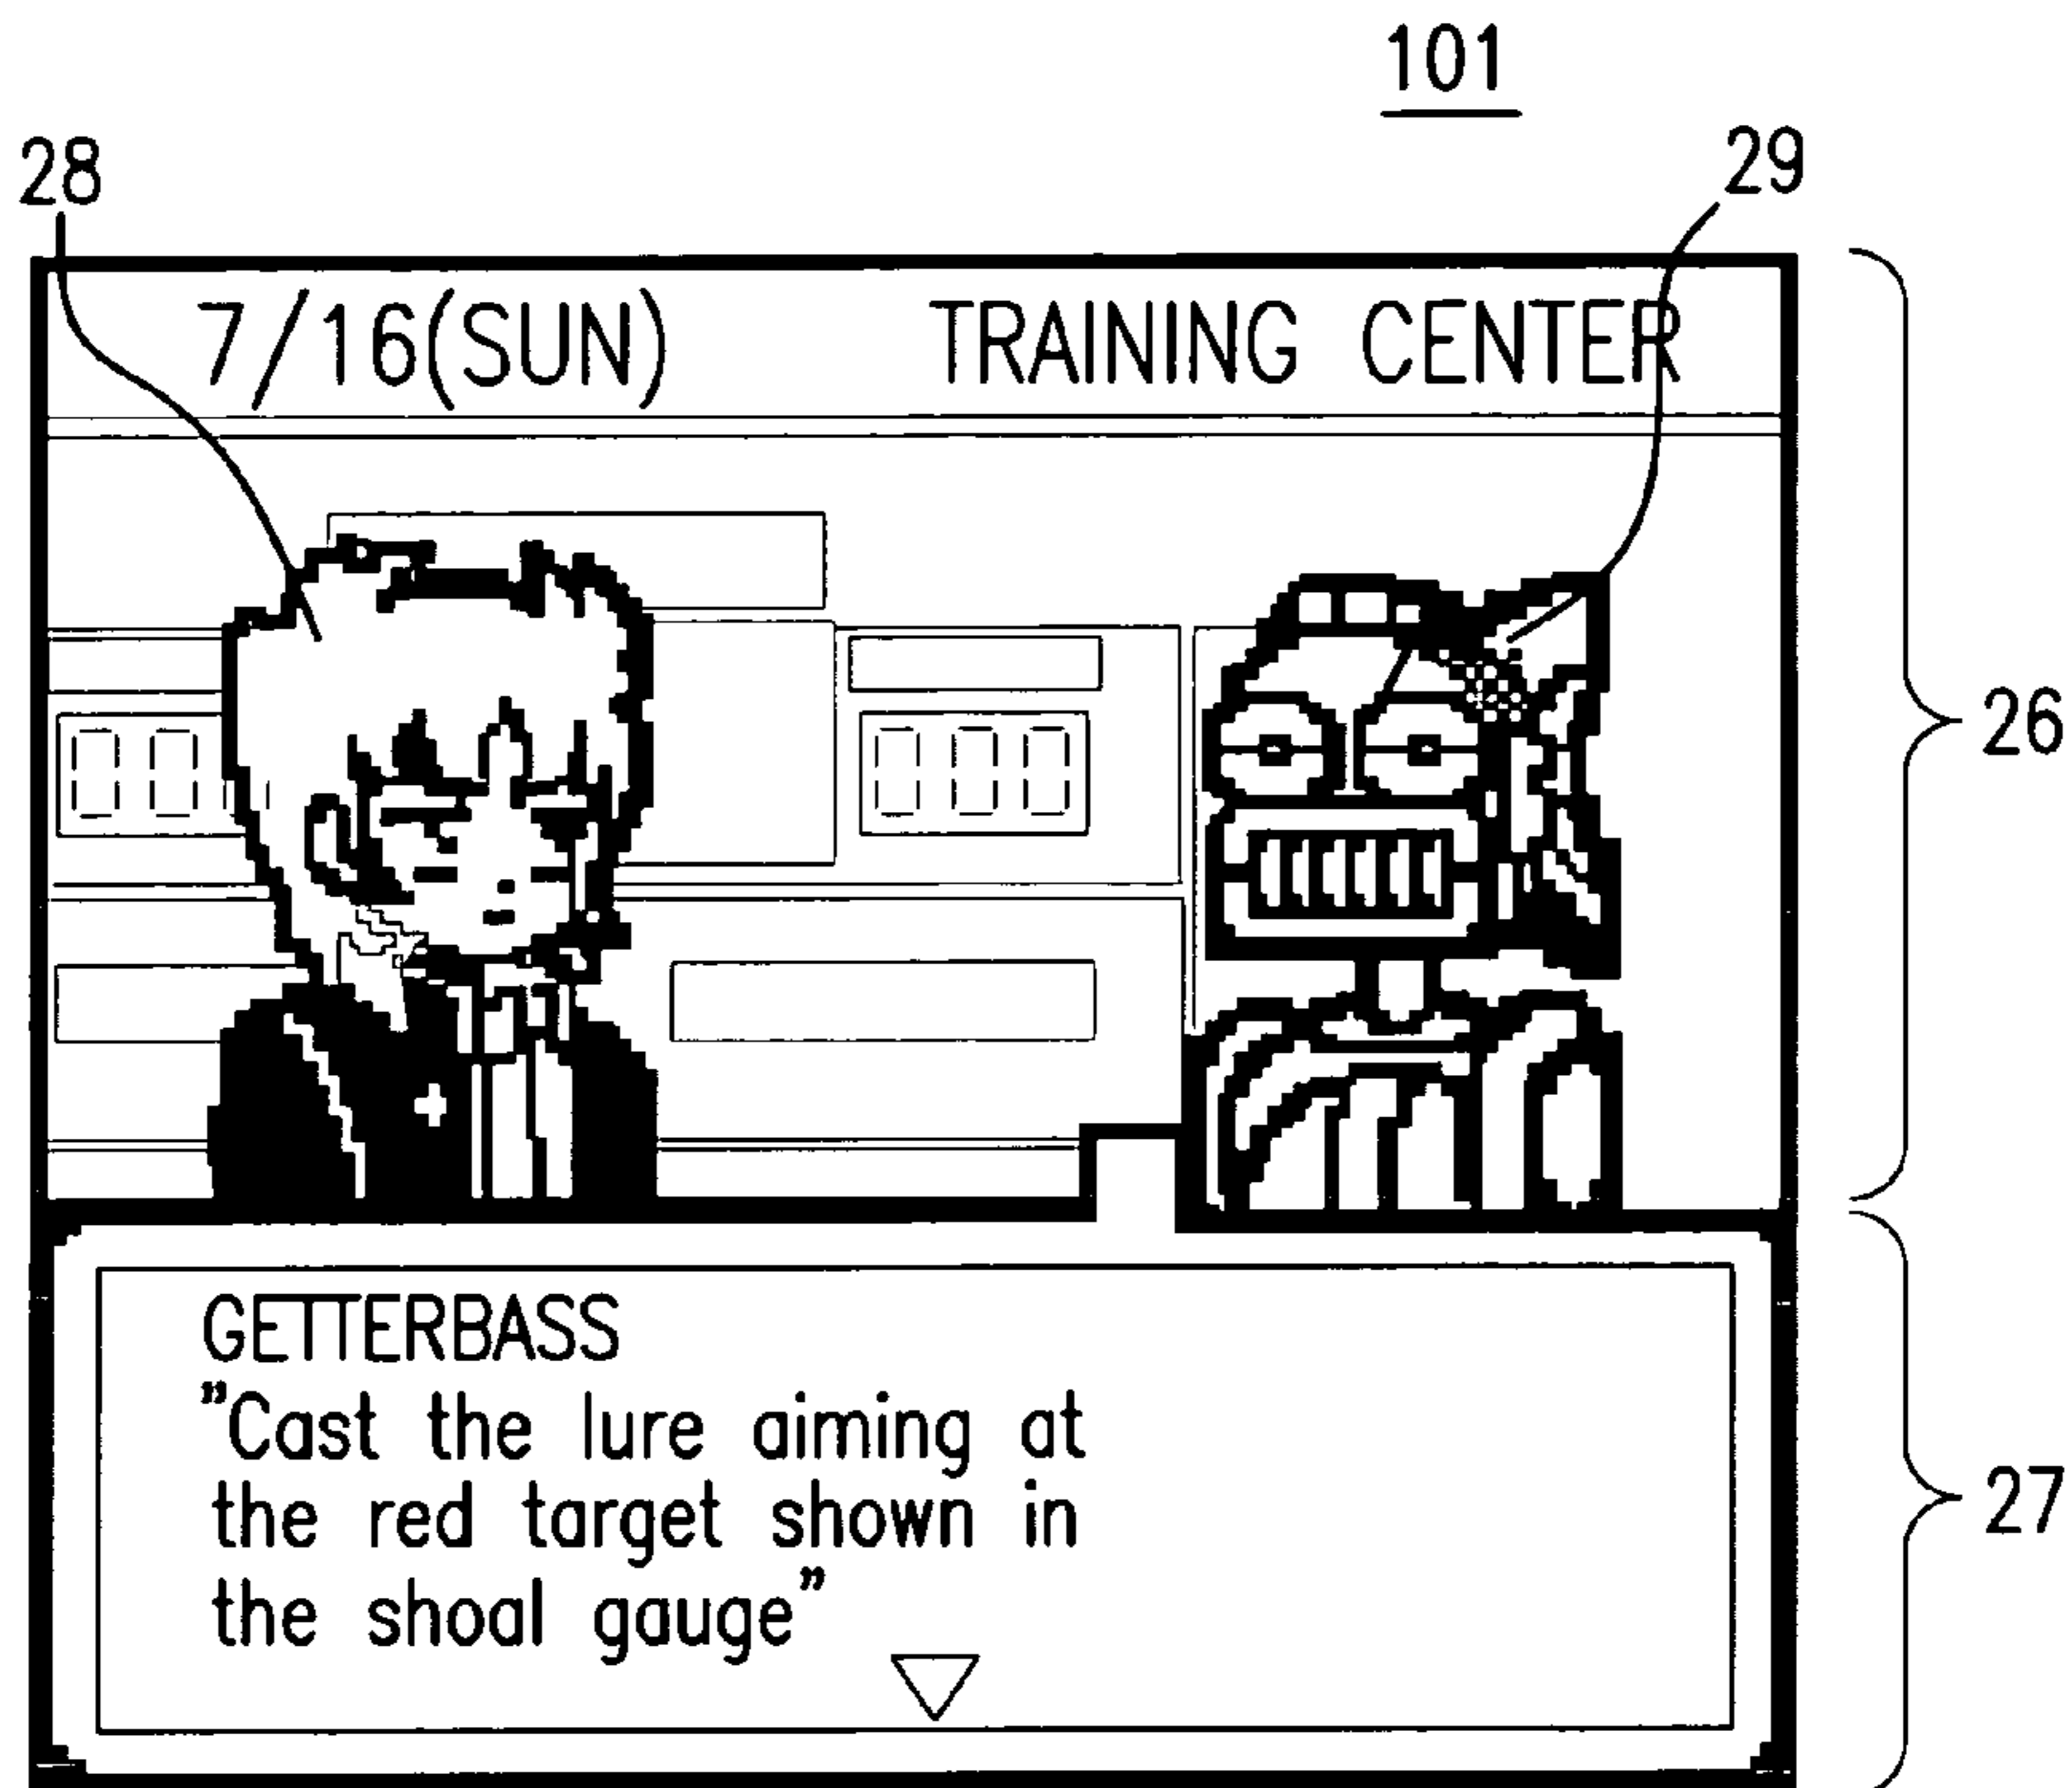 101
28
29
7/16(SUN) TRAINING CENTER
26
GETTERBASS
"Cast the lure aiming at
the red target shown in
the shoal gauge"
27